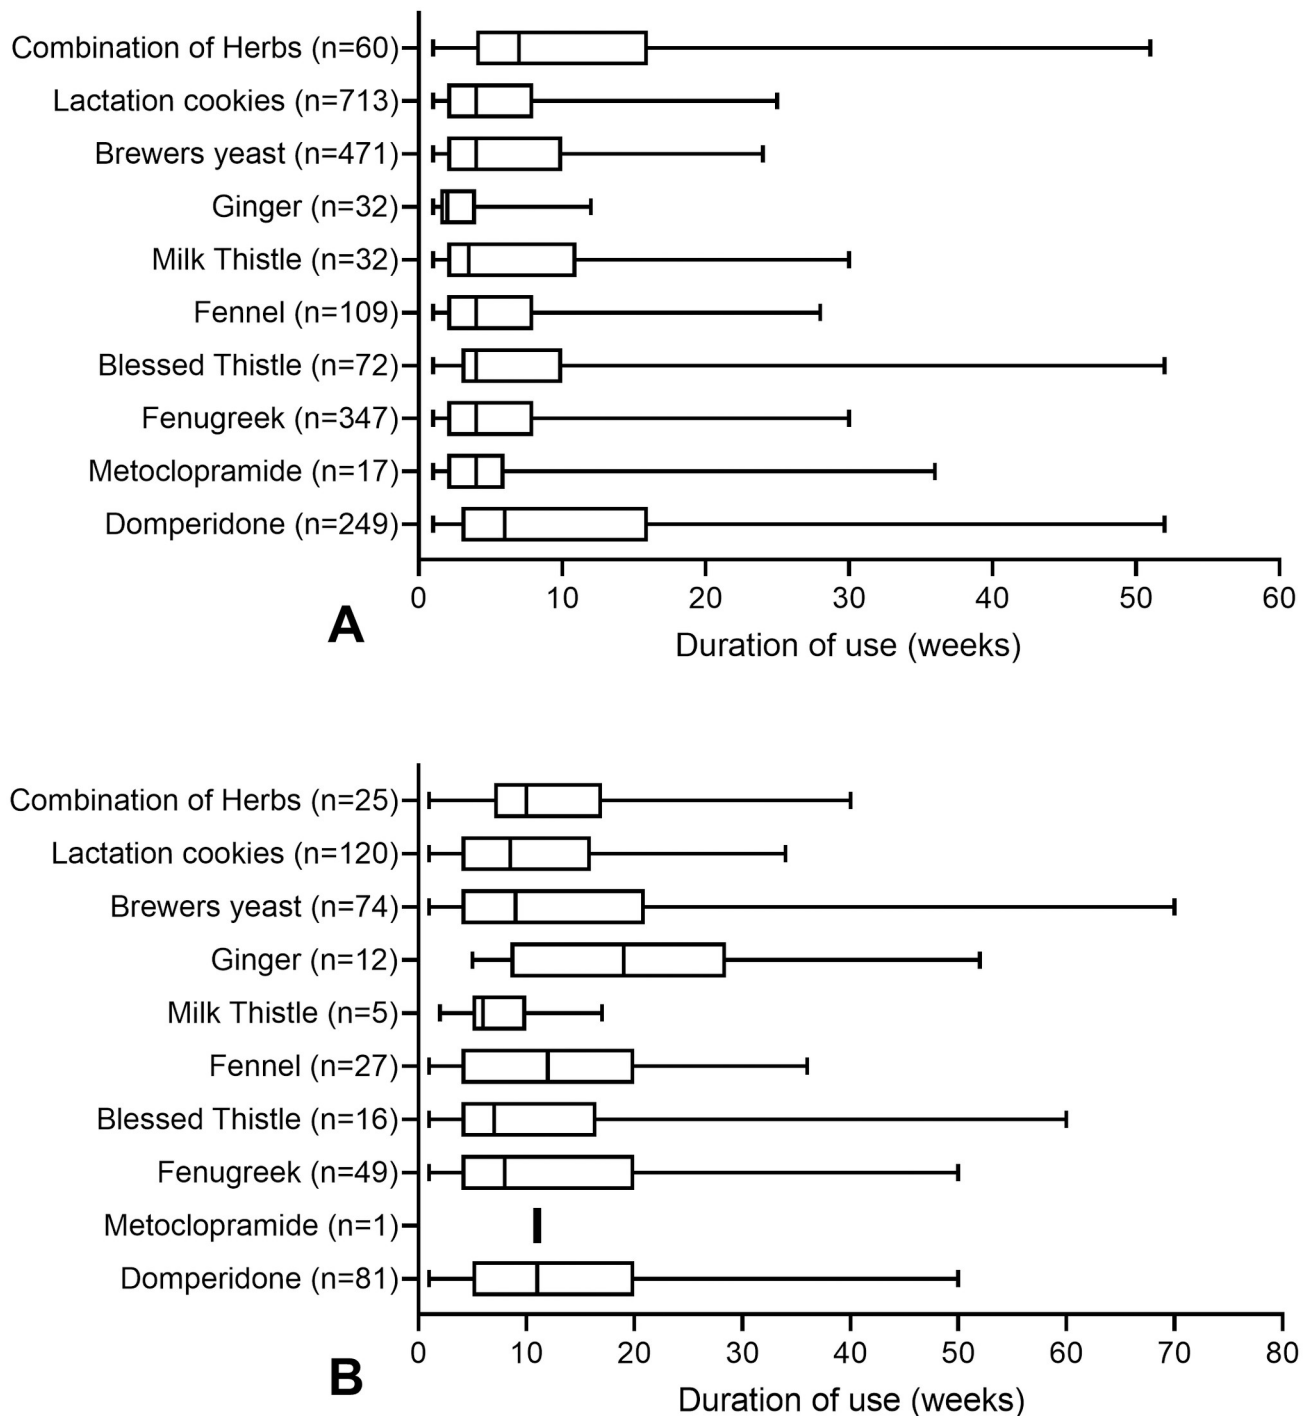 Combination of Herbs (n=60)
Lactation cookies (n=713)
Brewers yeast (n=471)
Ginger (n=32)
Milk Thistle (n=32)
Fennel (n=109)
Blessed Thistle (n=72)
Fenugreek (n=347)
Metoclopramide (n=17)
Domperidone (n=249)
0 10 20 30 40 50 60
A
Duration of use (weeks)
Combination of Herbs (n=25)
Lactation cookies (n=120)
Brewers yeast (n=74)
Ginger (n=12)
Milk Thistle (n=5)
Fennel (n=27)
Blessed Thistle (n=16)
Fenugreek (n=49)
Metoclopramide (n=1)
Domperidone (n=81)
0 10 20 30 40 50 60 70 80
B
Duration of use (weeks)